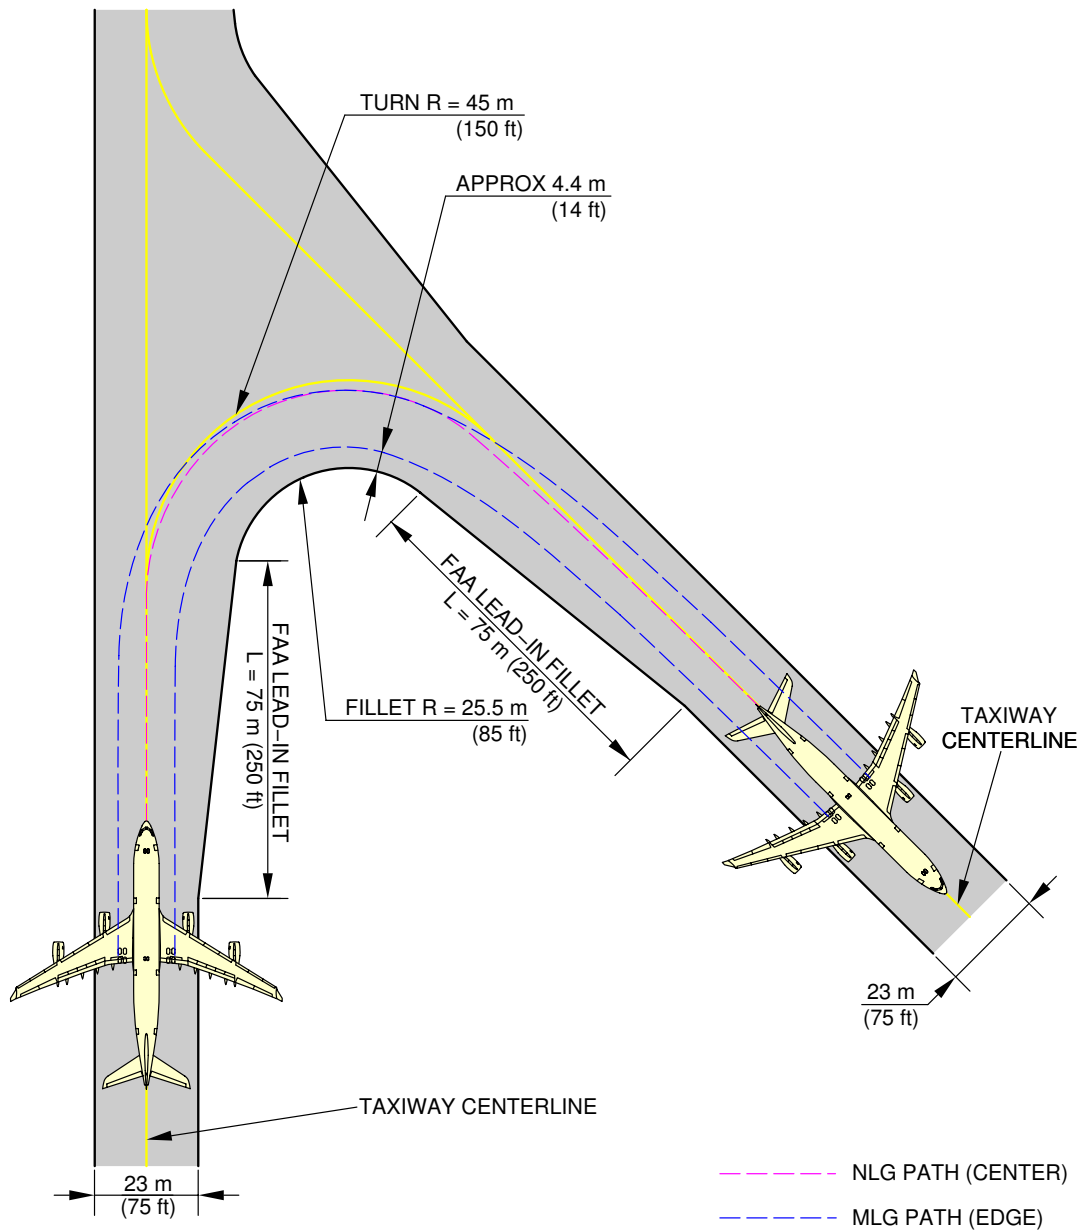 TURN R = 45 m
(150 ft)
APPROX 4.4 m
(14 ft)
FAA LEAD–IN FILLET
L = 75 m (250 ft)
FAA LEAD–IN FILLET
L = 75 m (250 ft)
FILLET R = 25.5 m
(85 ft)
TAXIWAY
CENTERLINE
23 m
(75 ft)
TAXIWAY CENTERLINE
23 m
(75 ft)
NLG PATH (CENTER)
MLG PATH (EDGE)